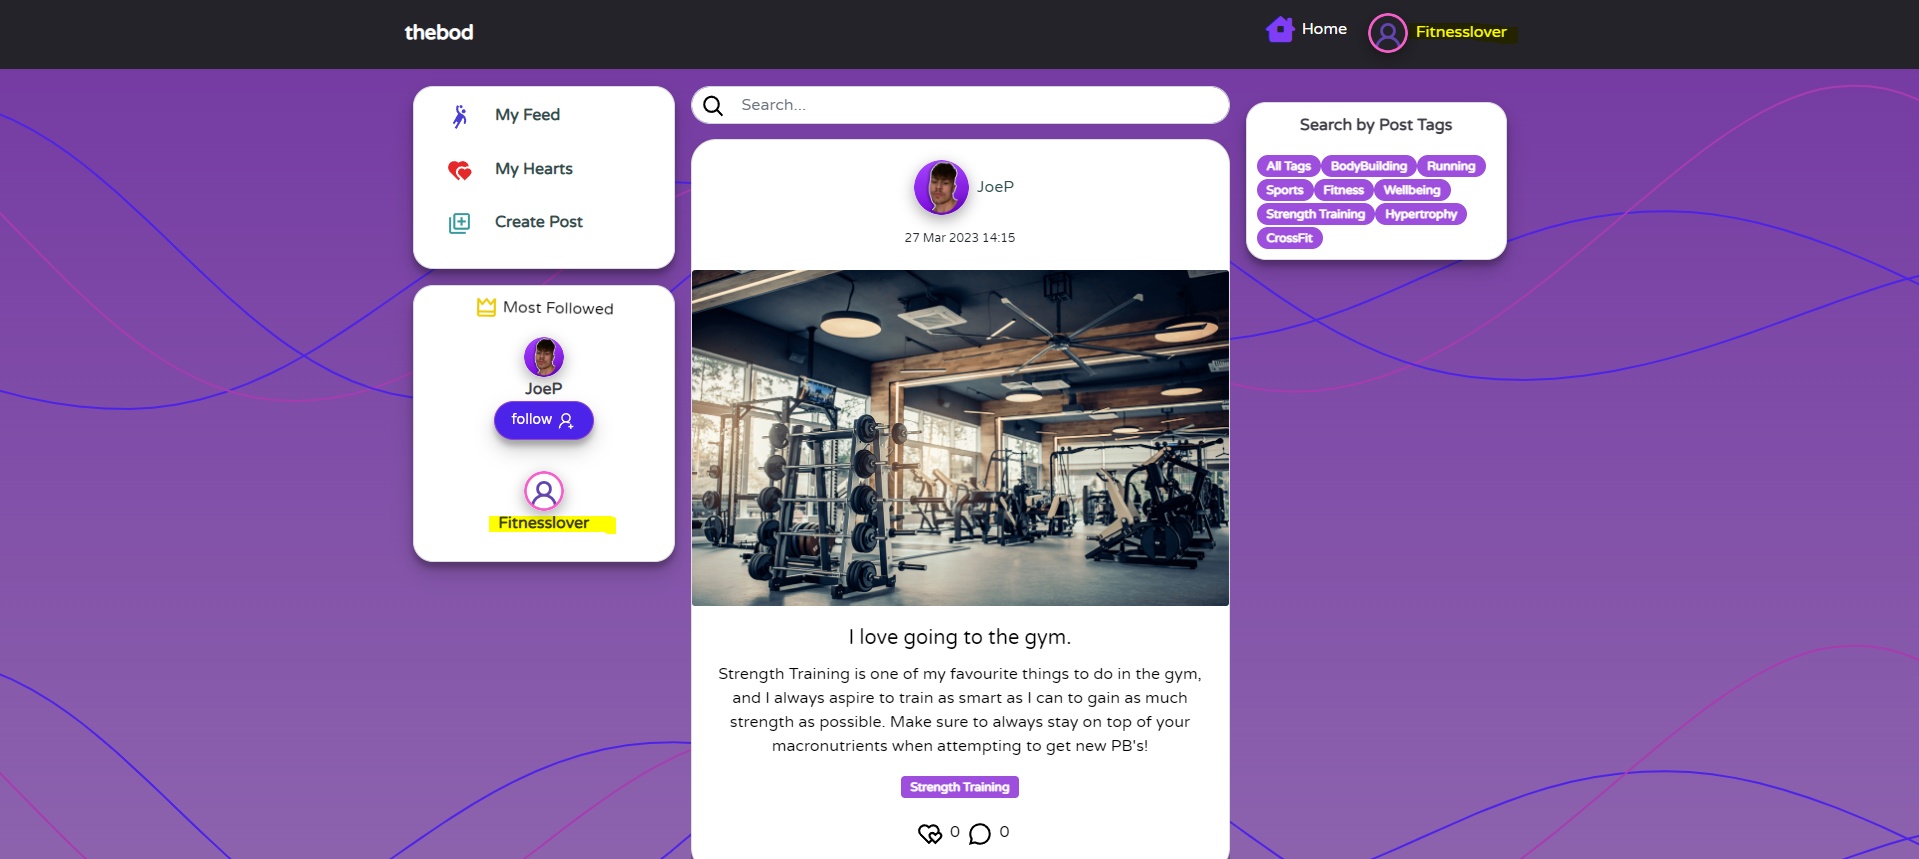 thebod
Home
Fitnesslover
My Feed
My Hearts
Create Post
Most Followed
JoeP
follow
Fitnesslover
Search...
JoeP
27 Mar 2023 14:15
I love going to the gym.
Strength Training is one of my favourite things to do in the gym,
and I always aspire to train as smart as I can to gain as much
strength as possible. Make sure to always stay on top of your
macronutrients when attempting to get new PB's!
Strength Training
0 0
Search by Post Tags
All Tags BodyBuilding Running
Sports Fitness Wellbeing
Strength Training Hypertrophy
CrossFit